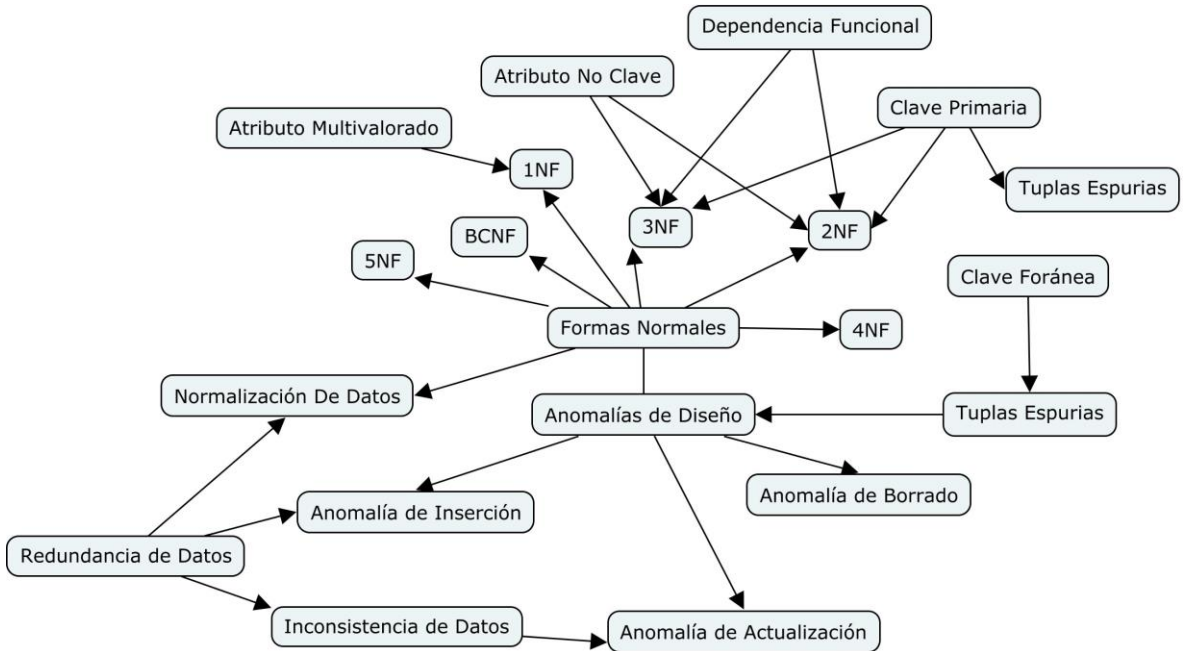 Dependencia Funcional
Atributo No Clave
Clave Primaria
Atributo Multivalorado
1NF
Tuplas Espurias
3NF
2NF
BCNF
5NF
Clave Foránea
Formas Normales
4NF
Normalización De Datos
Anomalías de Diseño
Tuplas Espurias
Anomalía de Borrado
Anomalía de Inserción
Redundancia de Datos
Inconsistencia de Datos
Anomalía de Actualización